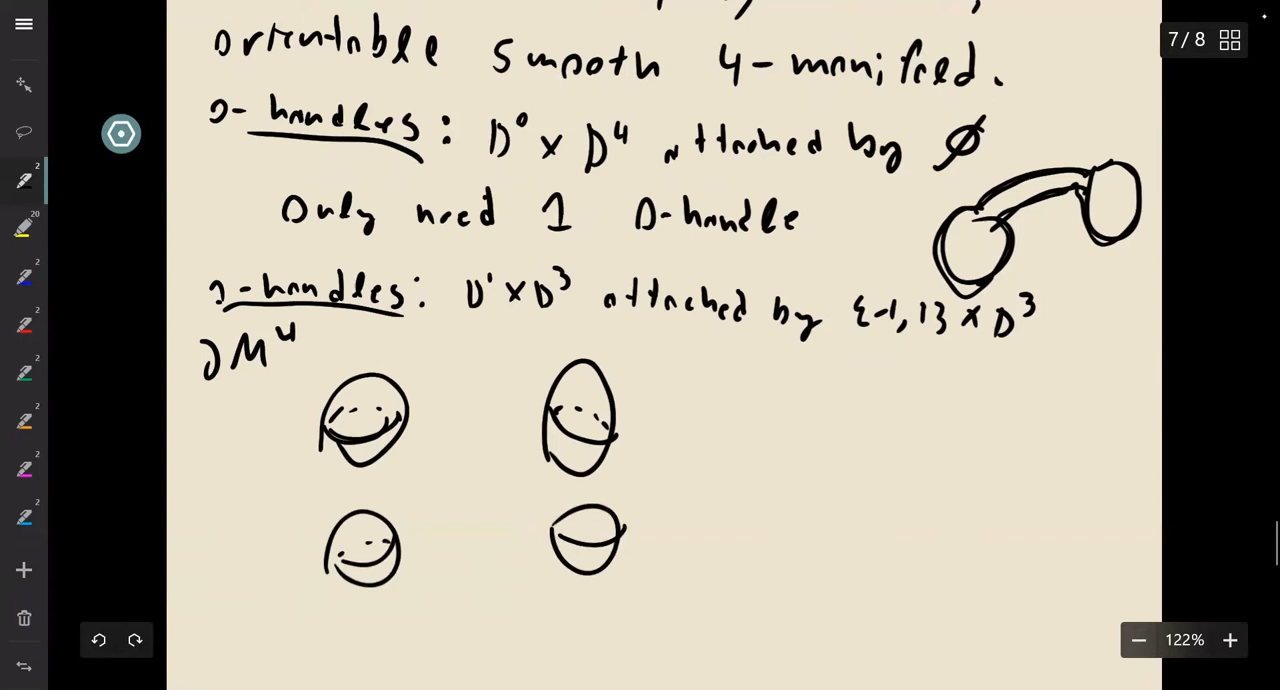 7 / 8
orientable smooth 4-manifold.
0-handles: D⁰ × D⁴ attached by ∅
Only need 1 0-handle
1-handles: D¹ × D³ attached by {-1, 1} × D³
∂M⁴
122%